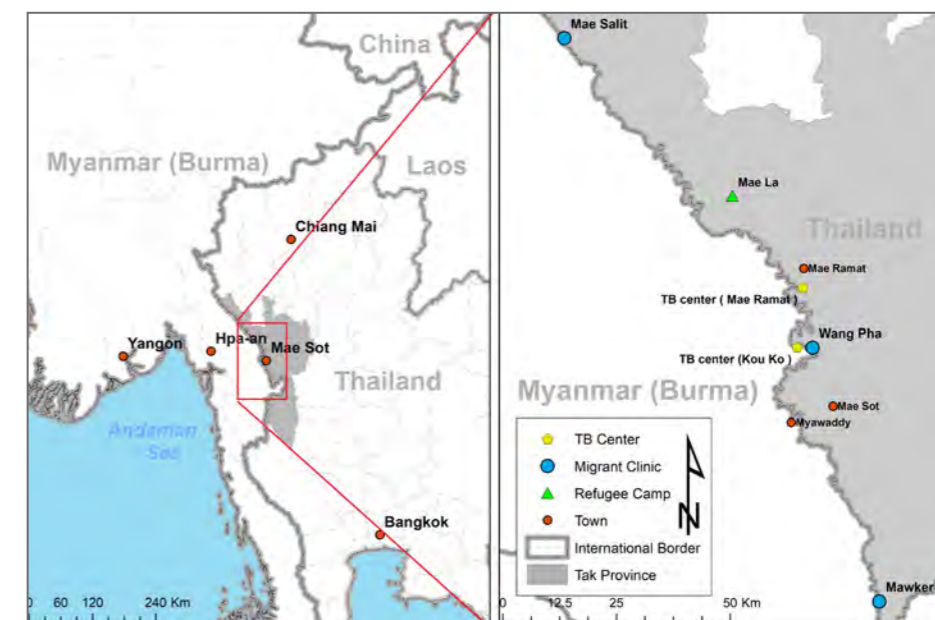 China
Myanmar (Burma)
Laos
Chiang Mai
Yangon
Hpa-an
Mae Sot
Thailand
Andaman
Sea
Bangkok
0 60 120 240 Km
Mae Salit
Mae La
Thailand
Mae Ramat
TB center ( Mae Ramat )
Wang Pha
TB center (Kou Ko )
Myanmar (Burma)
Mae Sot
Myawaddy
TB Center
Migrant Clinic
Refugee Camp
Town
International Border
Tak Province
N
Mawker
0 12.5 25 50 Km